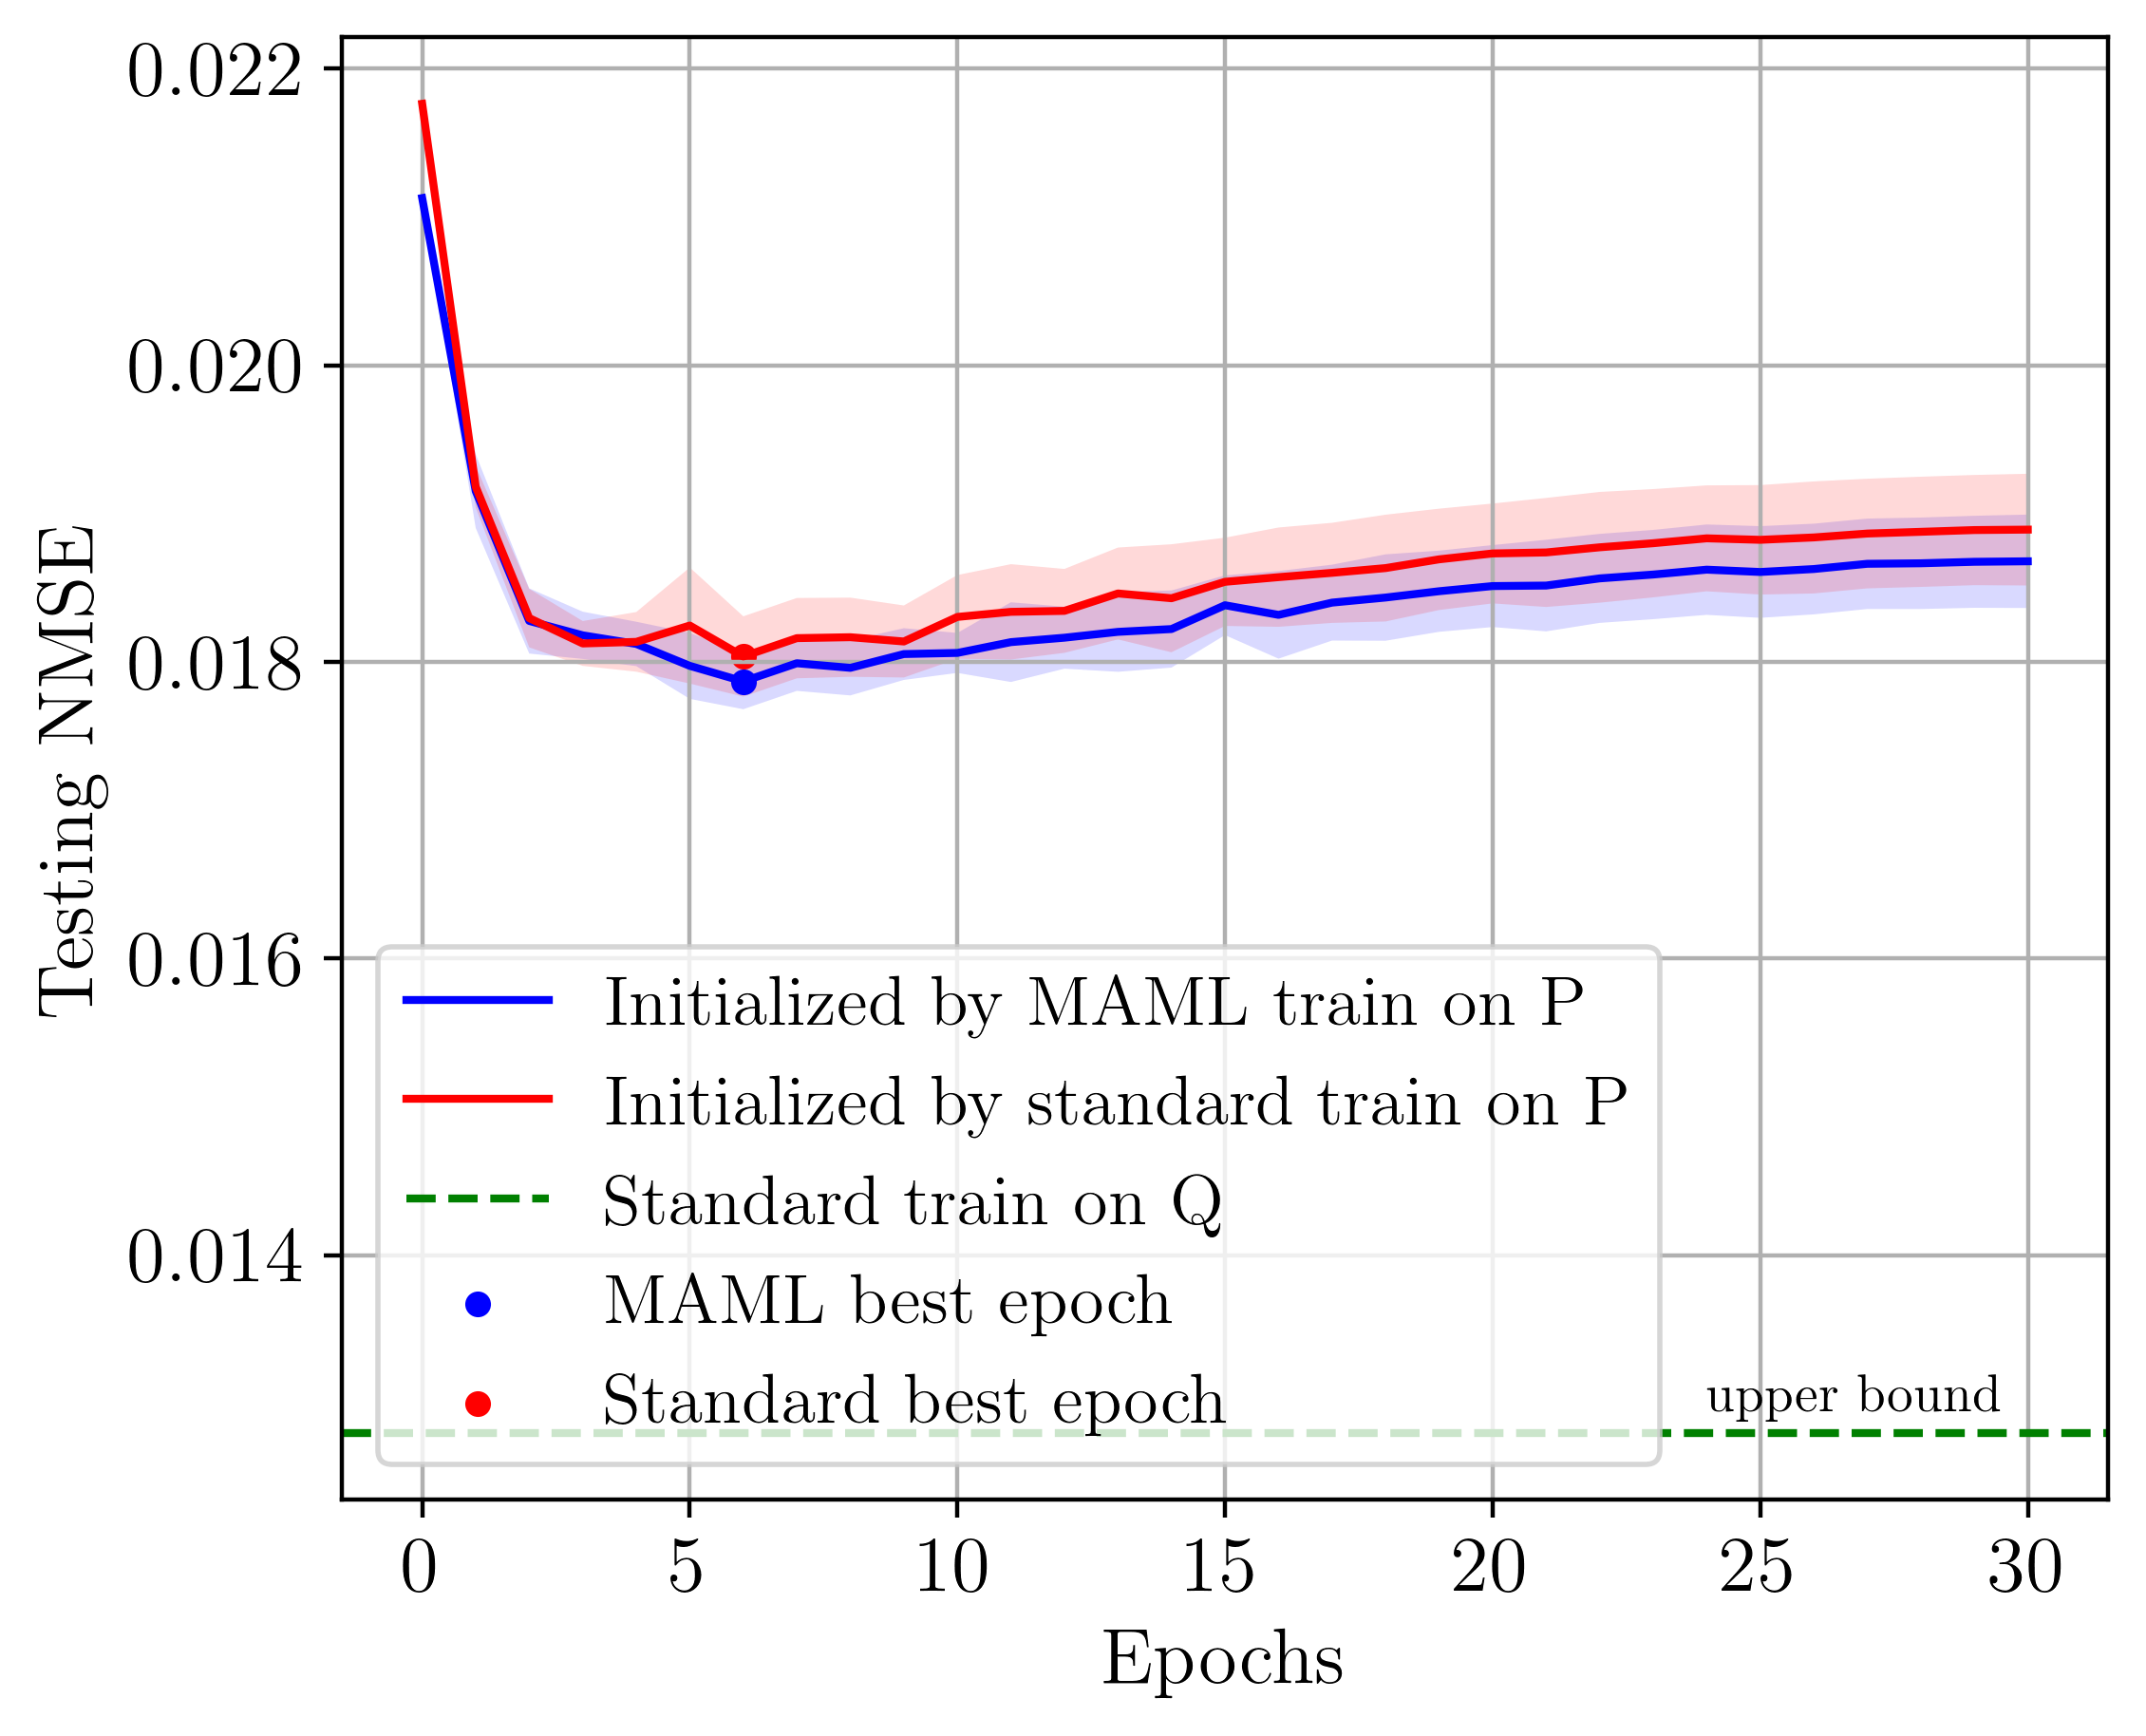 0.022
0.020
0.018
0.016
0.014
Testing NMSE
Initialized by MAML train on P
Initialized by standard train on P
Standard train on Q
MAML best epoch
Standard best epoch
upper bound
0 5 10 15 20 25 30
Epochs